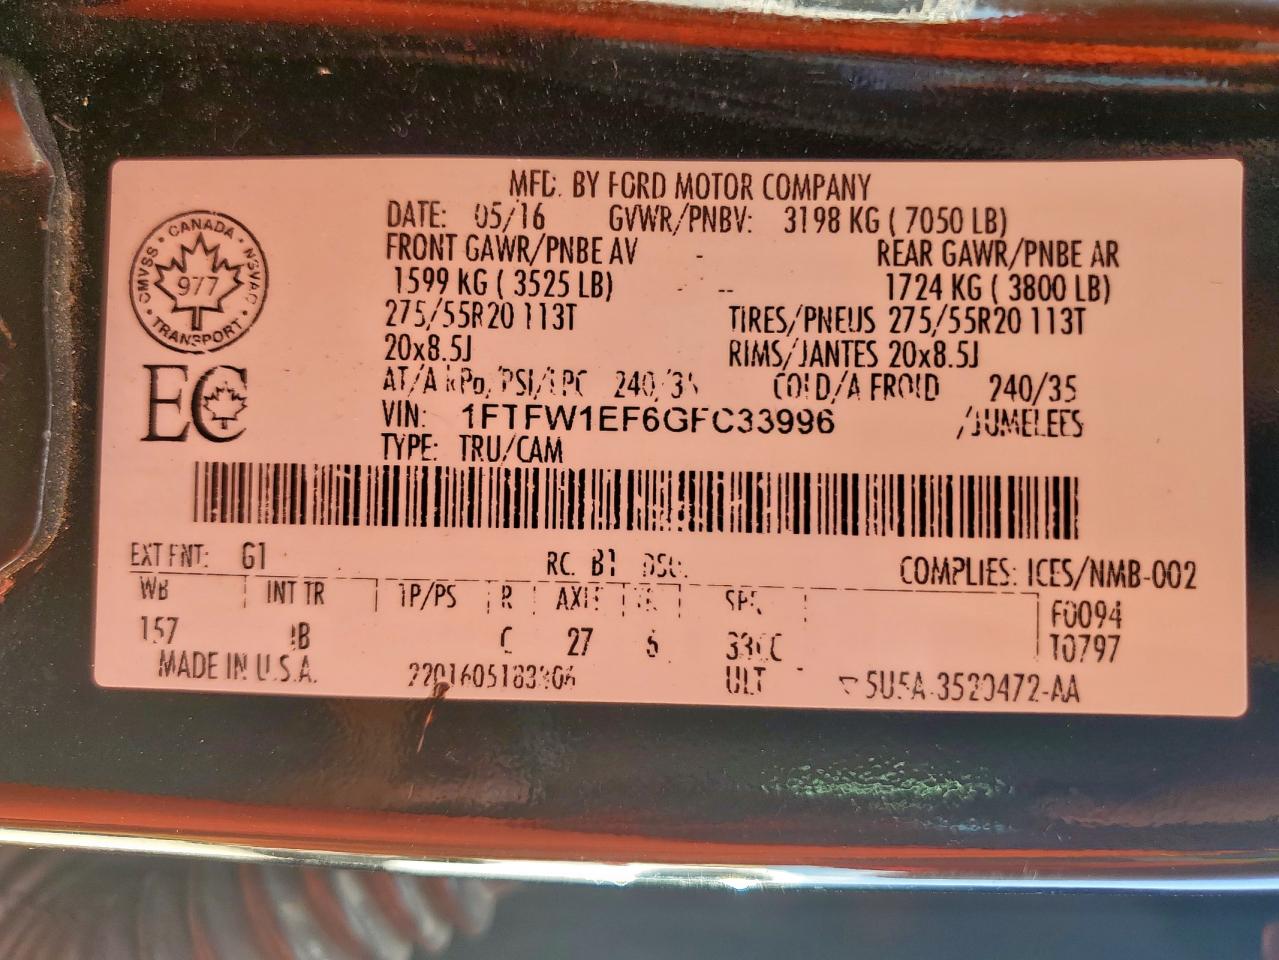 MFD. BY FORD MOTOR COMPANY
DATE: 05/16 GVWR/PNBV: 3198 KG ( 7050 LB)
FRONT GAWR/PNBE AV REAR GAWR/PNBE AR
1599 KG ( 3525 LB) 1724 KG ( 3800 LB)
275/55R20 113T TIRES/PNEUS 275/55R20 113T
20x8.5J RIMS/JANTES 20x8.5J
AT/A kPa/PSI/LPC 240/35 COLD/A FROID 240/35
VIN: 1FTFW1EF6GFC33996 /JUMELEES
TYPE: TRU/CAM
CMVSS • CANADA • NSVAC • TRANSPORT
977
EC
EXT PNT: G1 RC: B1 DSO: COMPLIES: ICES/NMB-002
WB INT TR TP/PS R AXLE SPR F0094
157 C 27 6 T0797
MADE IN U.S.A. ULT 5U5A-3520472-AA